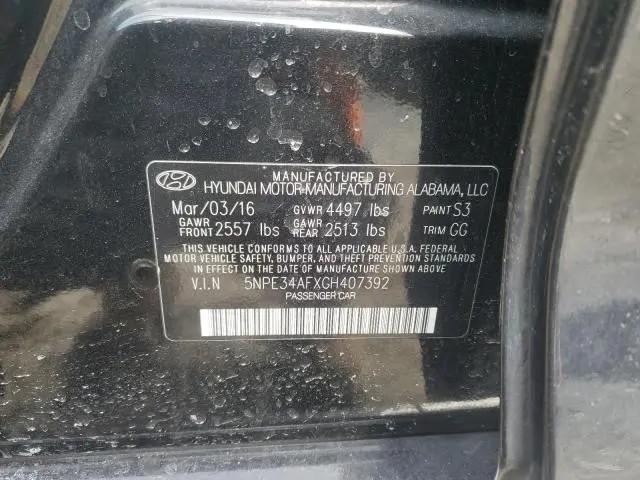 MANUFACTURED BY
HYUNDAI MOTOR MANUFACTURING ALABAMA, LLC
Mar/03/16 GVWR 4497 lbs PAINT S3
GAWR FRONT 2557 lbs GAWR REAR 2513 lbs TRIM GG
THIS VEHICLE CONFORMS TO ALL APPLICABLE U.S.A. FEDERAL
MOTOR VEHICLE SAFETY, BUMPER, AND THEFT PREVENTION STANDARDS
IN EFFECT ON THE DATE OF MANUFACTURE SHOWN ABOVE.
V.I.N 5NPE34AFXGH407392
PASSENGER CAR